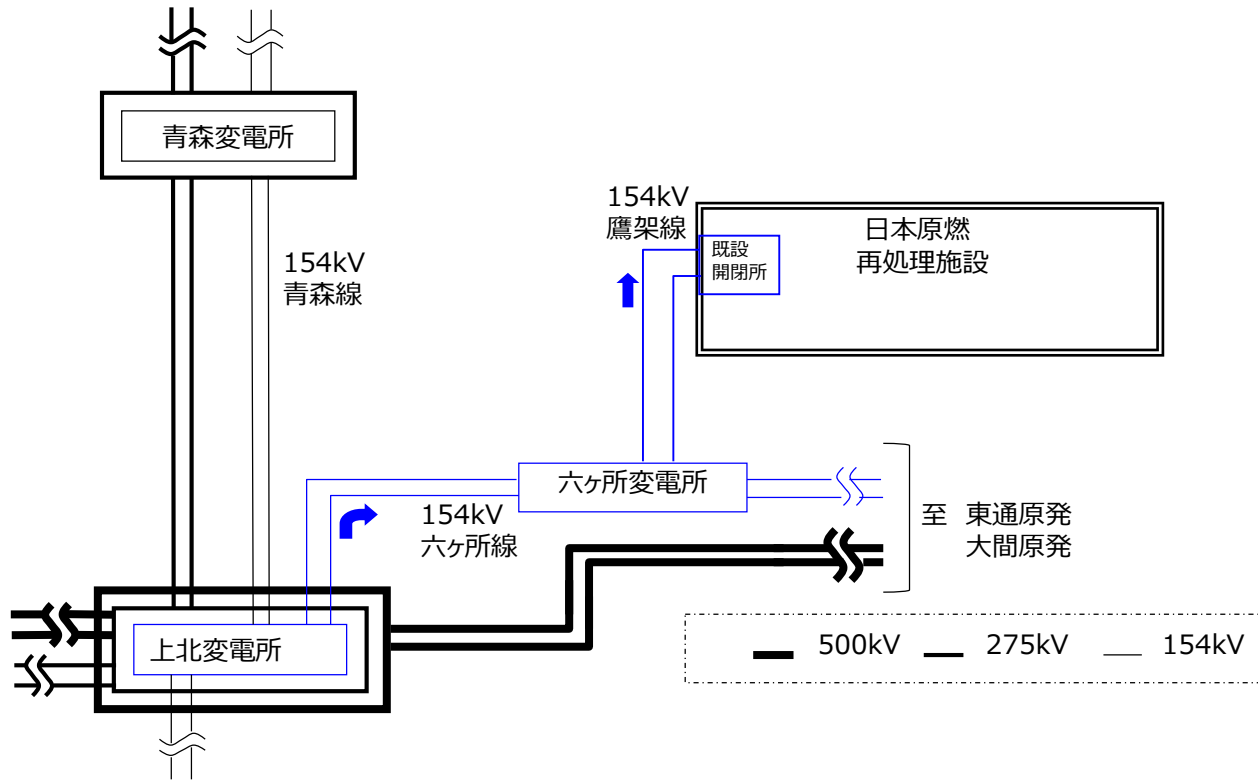 青森変電所
154kV
青森線
154kV
鷹架線
既設
開閉所
日本原燃
再処理施設
六ヶ所変電所
154kV
六ヶ所線
至 東通原発
大間原発
上北変電所
500kV 275kV 154kV